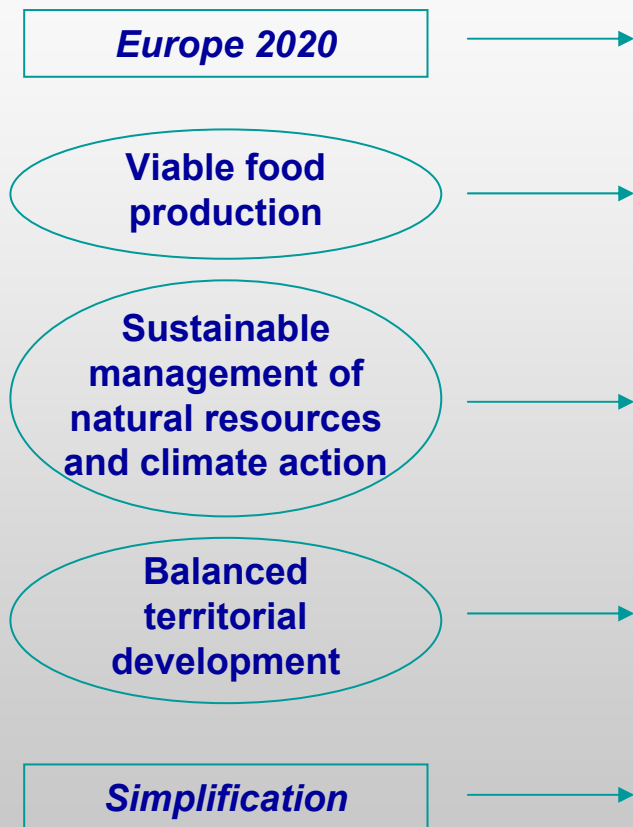 Europe 2020
Viable food
production
Sustainable
management of
natural resources
and climate action
Balanced
territorial
development
Simplification